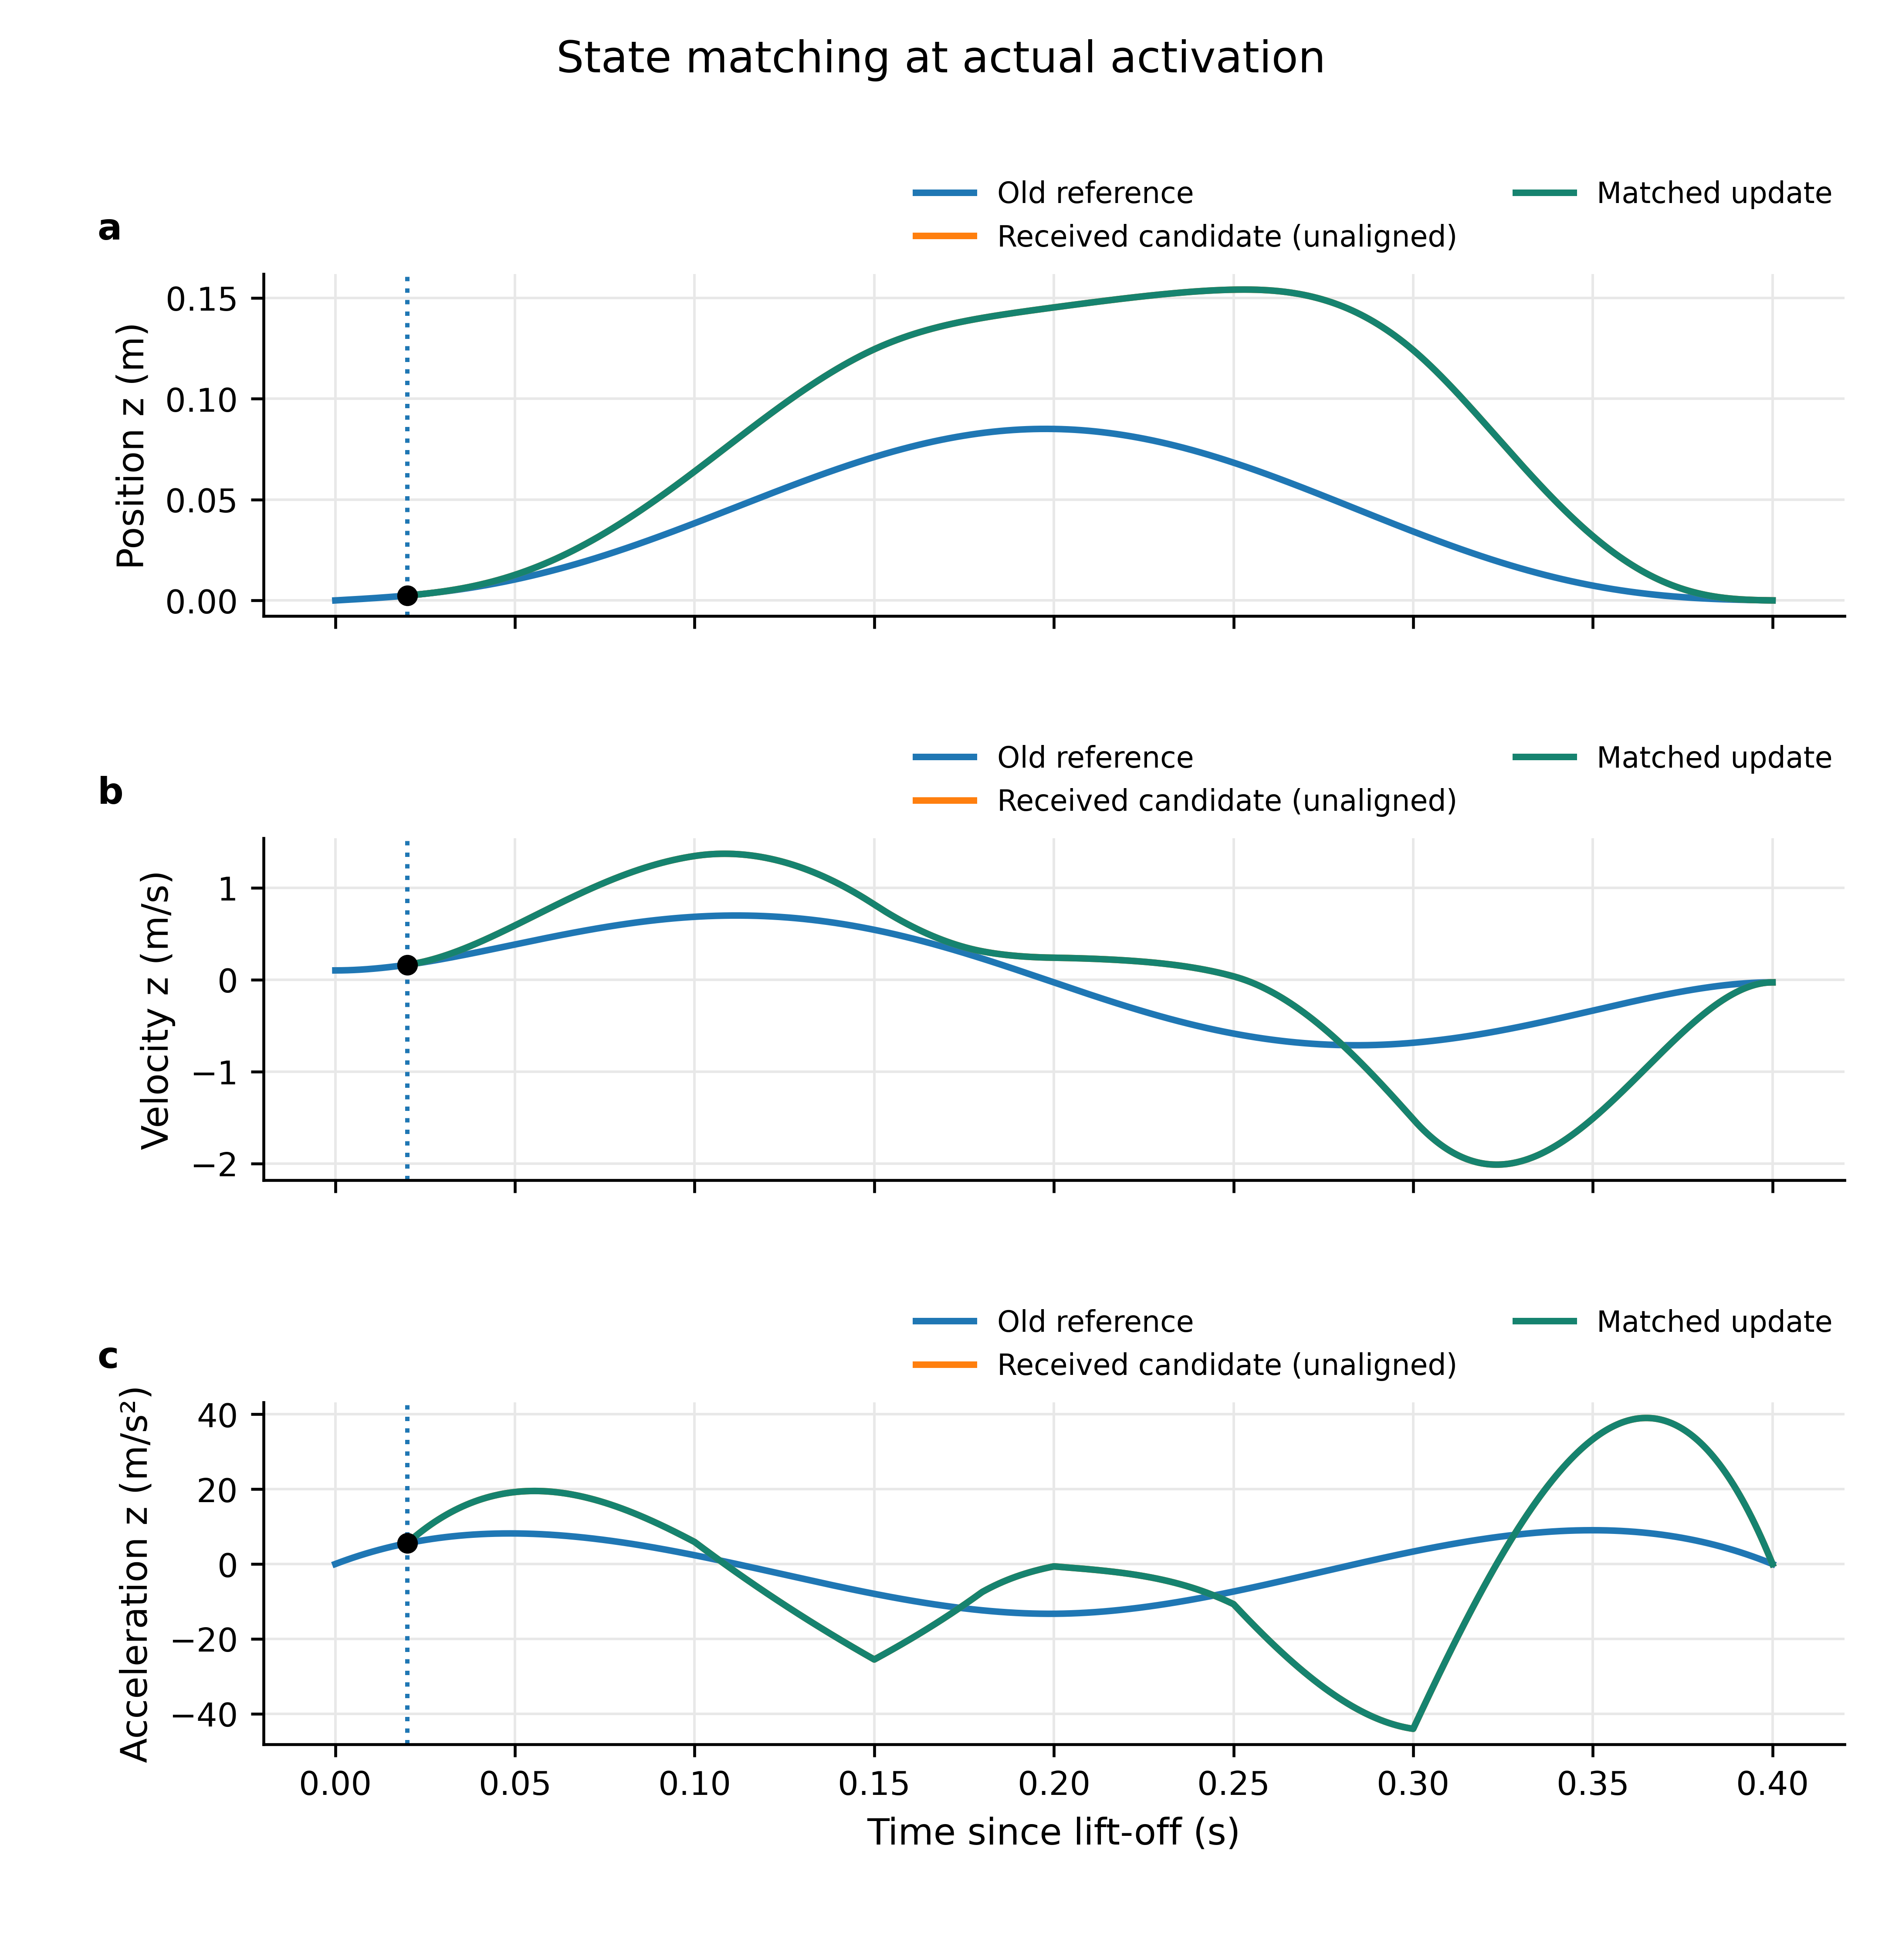 State matching at actual activation
a
Old reference
Matched update
Received candidate (unaligned)
Position z (m)
0.15
0.10
0.05
0.00
b
Old reference
Matched update
Received candidate (unaligned)
Velocity z (m/s)
1
0
−1
−2
c
Old reference
Matched update
Received candidate (unaligned)
Acceleration z (m/s²)
40
20
0
−20
−40
0.00 0.05 0.10 0.15 0.20 0.25 0.30 0.35 0.40
Time since lift-off (s)